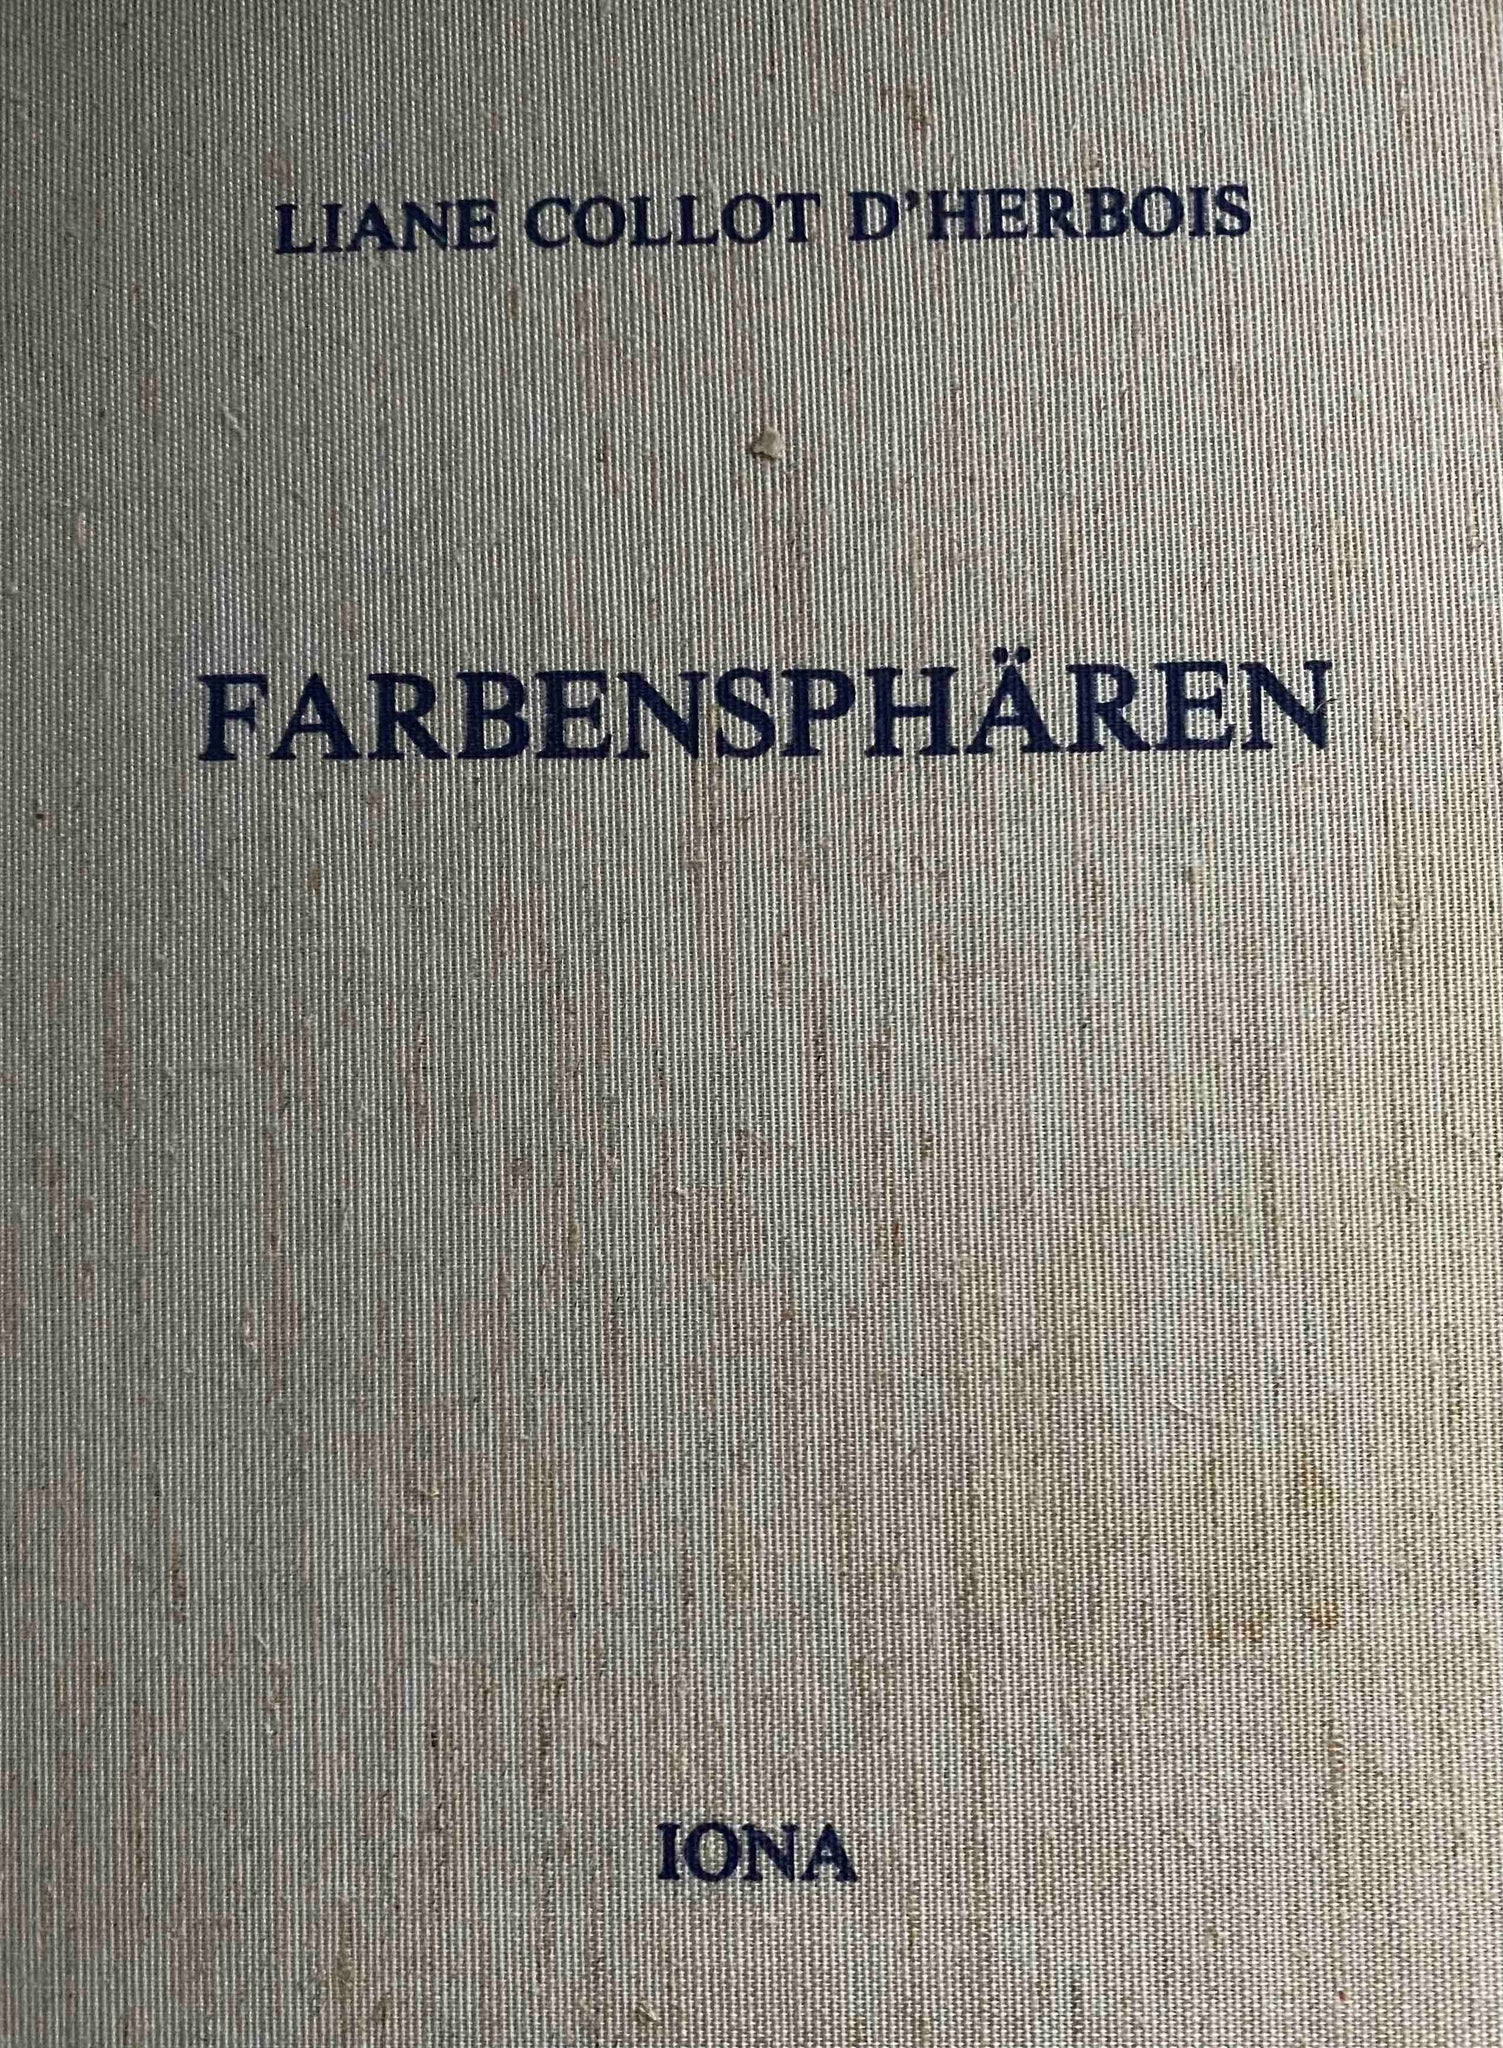 LIANE COLLOT D'HERBOIS
FARBENSPHÄREN
IONA